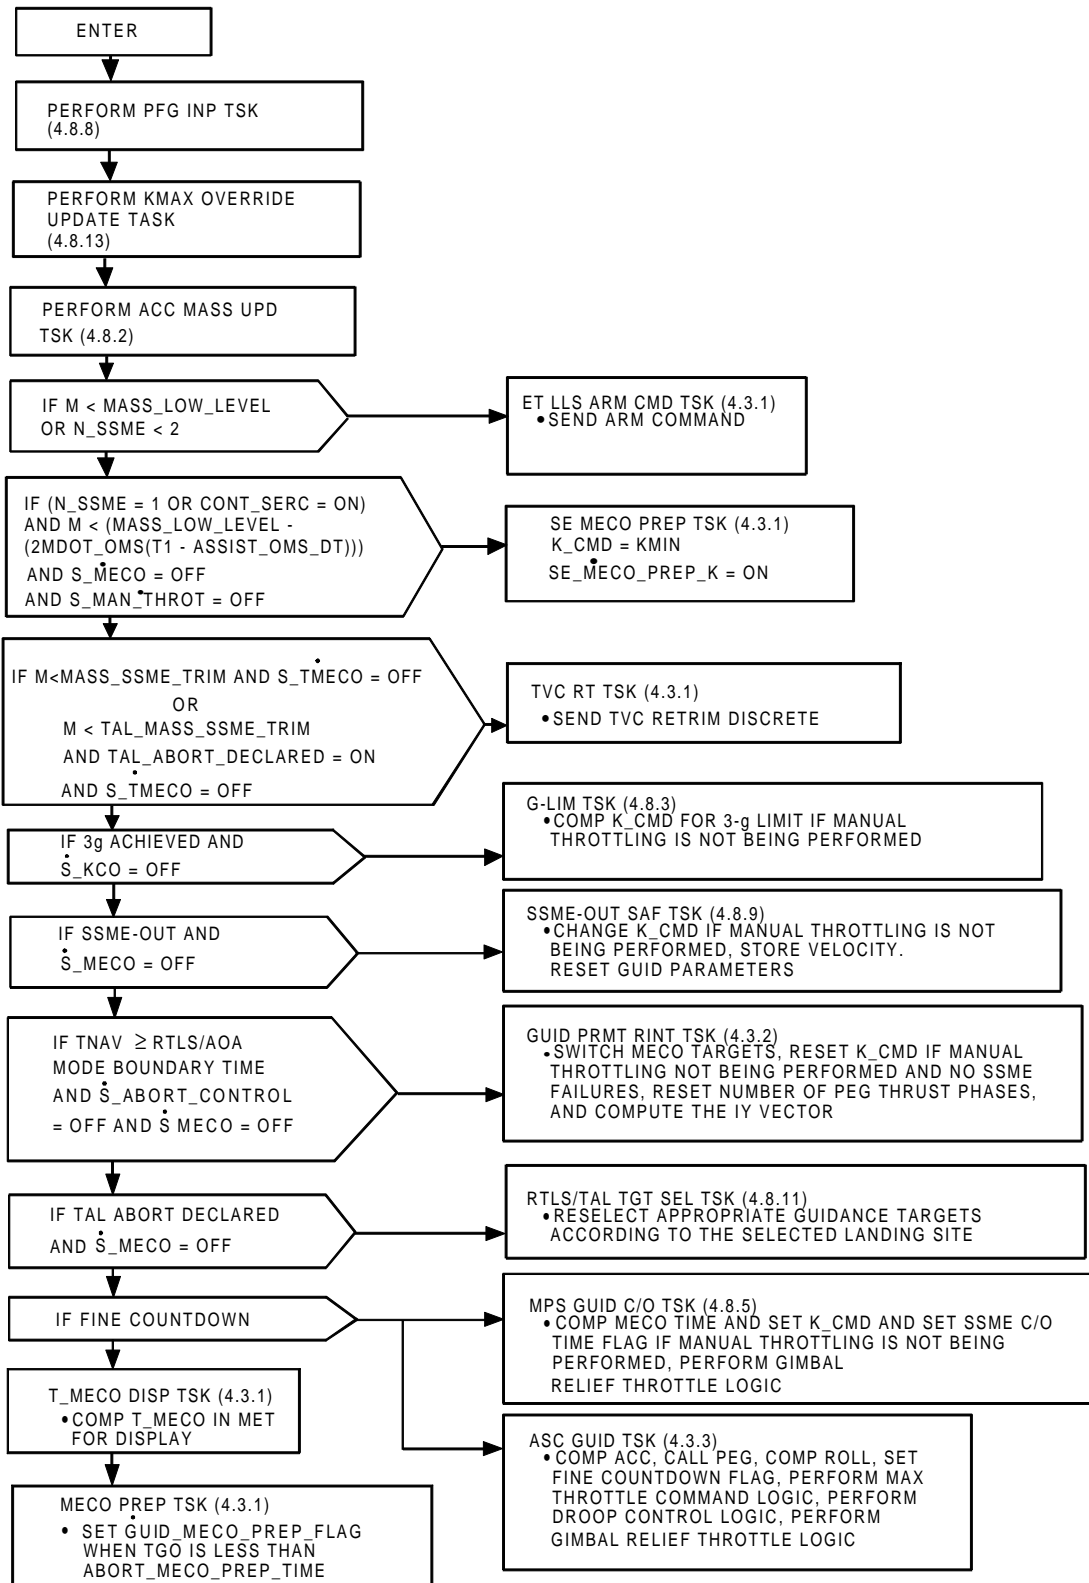 ENTER
PERFORM PFG INP TSK
(4.8.8)
PERFORM KMAX OVERRIDE
UPDATE TASK
(4.8.13)
PERFORM ACC MASS UPD
TSK (4.8.2)
IF M < MASS_LOW_LEVEL
OR N_SSME < 2
ET LLS ARM CMD TSK (4.3.1)
• SEND ARM COMMAND
IF (N_SSME = 1 OR CONT_SERC = ON)
AND M < (MASS_LOW_LEVEL -
(2MDOT_OMS(T1 - ASSIST_OMS_DT)))
AND S_MECO = OFF
AND S_MAN_THROT = OFF
SE MECO PREP TSK (4.3.1)
K_CMD = KMIN
SE_MECO_PREP_K = ON
IF M<MASS_SSME_TRIM AND S_TMECO = OFF
OR
M < TAL_MASS_SSME_TRIM
AND TAL_ABORT_DECLARED = ON
AND S_TMECO = OFF
TVC RT TSK (4.3.1)
• SEND TVC RETRIM DISCRETE
IF 3g ACHIEVED AND
S_KCO = OFF
G-LIM TSK (4.8.3)
• COMP K_CMD FOR 3-g LIMIT IF MANUAL
THROTTLING IS NOT BEING PERFORMED
IF SSME-OUT AND
S_MECO = OFF
SSME-OUT SAF TSK (4.8.9)
• CHANGE K_CMD IF MANUAL THROTTLING IS NOT
BEING PERFORMED, STORE VELOCITY.
RESET GUID PARAMETERS
IF TNAV ≥ RTLS/AOA
MODE BOUNDARY TIME
AND S_ABORT_CONTROL
= OFF AND S MECO = OFF
GUID PRMT RINT TSK (4.3.2)
• SWITCH MECO TARGETS, RESET K_CMD IF MANUAL
THROTTLING NOT BEING PERFORMED AND NO SSME
FAILURES, RESET NUMBER OF PEG THRUST PHASES,
AND COMPUTE THE IY VECTOR
IF TAL ABORT DECLARED
AND S_MECO = OFF
RTLS/TAL TGT SEL TSK (4.8.11)
• RESELECT APPROPRIATE GUIDANCE TARGETS
ACCORDING TO THE SELECTED LANDING SITE
IF FINE COUNTDOWN
MPS GUID C/O TSK (4.8.5)
• COMP MECO TIME AND SET K_CMD AND SET SSME C/O
TIME FLAG IF MANUAL THROTTLING IS NOT BEING
PERFORMED, PERFORM GIMBAL
RELIEF THROTTLE LOGIC
T_MECO DISP TSK (4.3.1)
• COMP T_MECO IN MET
FOR DISPLAY
ASC GUID TSK (4.3.3)
• COMP ACC, CALL PEG, COMP ROLL, SET
FINE COUNTDOWN FLAG, PERFORM MAX
THROTTLE COMMAND LOGIC, PERFORM
DROOP CONTROL LOGIC, PERFORM
GIMBAL RELIEF THROTTLE LOGIC
MECO PREP TSK (4.3.1)
• SET GUID_MECO_PREP_FLAG
WHEN TGO IS LESS THAN
ABORT_MECO_PREP_TIME